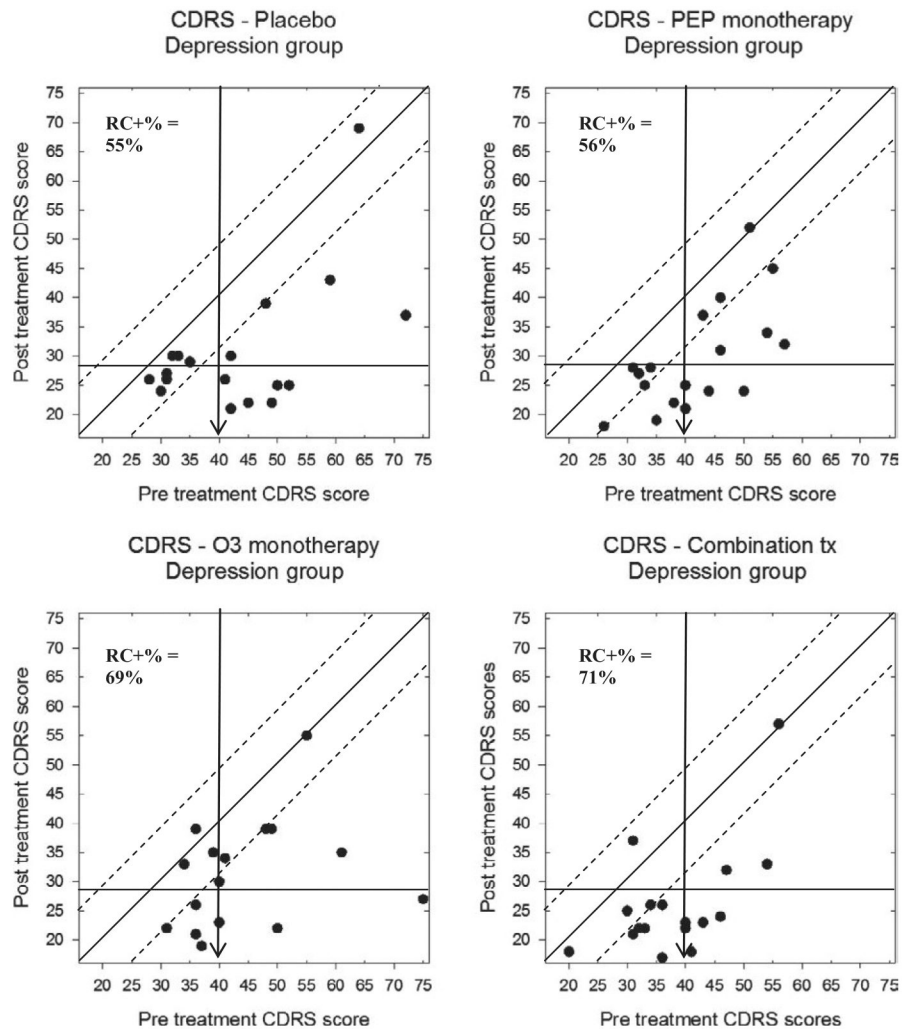 CDRS - Placebo
Depression group
RC+% =
55%
75
70
65
60
55
50
45
40
35
30
25
20
Post treatment CDRS score
20 25 30 35 40 45 50 55 60 65 70 75
Pre treatment CDRS score
CDRS - PEP monotherapy
Depression group
RC+% =
56%
75
70
65
60
55
50
45
40
35
30
25
20
Post treatment CDRS score
20 25 30 35 40 45 50 55 60 65 70 75
Pre treatment CDRS score
CDRS - O3 monotherapy
Depression group
RC+% =
69%
75
70
65
60
55
50
45
40
35
30
25
20
Post treatment CDRS score
20 25 30 35 40 45 50 55 60 65 70 75
Pre treatment CDRS score
CDRS - Combination tx
Depression group
RC+% =
71%
75
70
65
60
55
50
45
40
35
30
25
20
Post treatment CDRS scores
20 25 30 35 40 45 50 55 60 65 70 75
Pre treatment CDRS scores